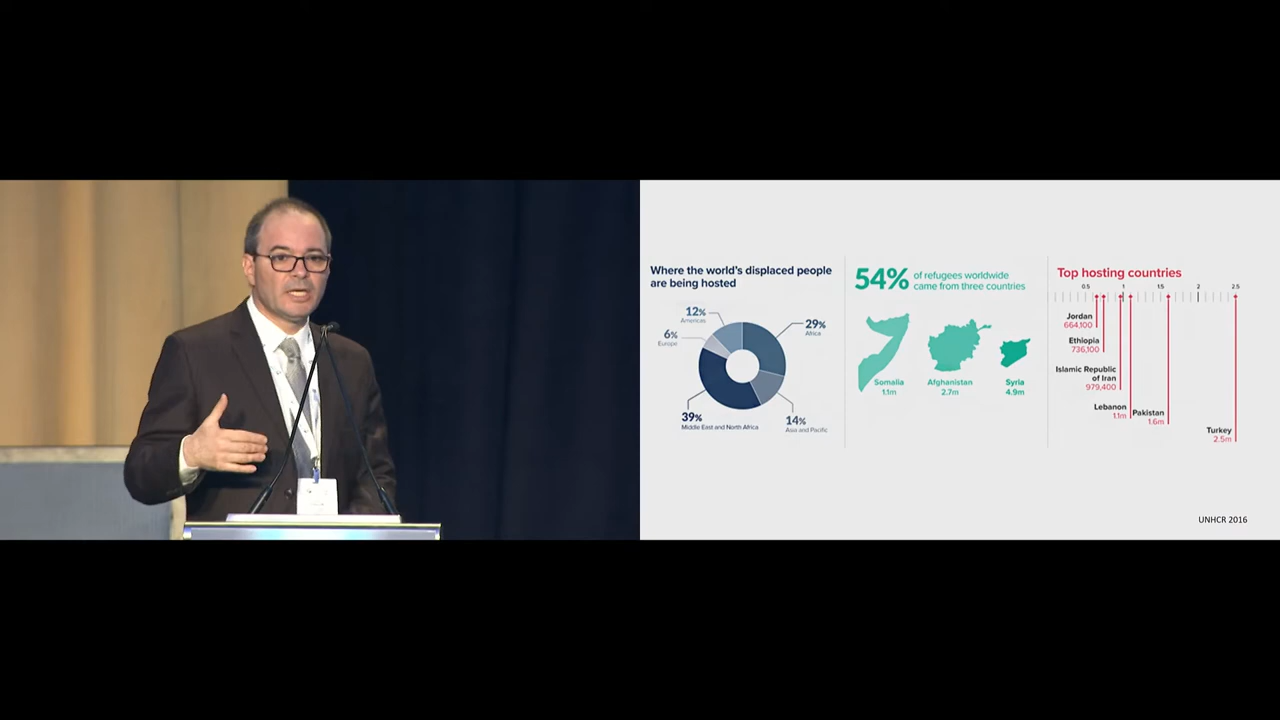 Where the world's displaced people
are being hosted
12%
Americas
29%
Africa
6%
Europe
39%
Middle East and North Africa
14%
Asia and Pacific
54% of refugees worldwide
came from three countries
Somalia
1.1m
Afghanistan
2.7m
Syria
4.9m
Top hosting countries
0.5 1 1.5 2 2.5
Jordan
664,100
Ethiopia
736,100
Islamic Republic
of Iran
979,400
Lebanon
1.1m
Pakistan
1.6m
Turkey
2.5m
UNHCR 2016